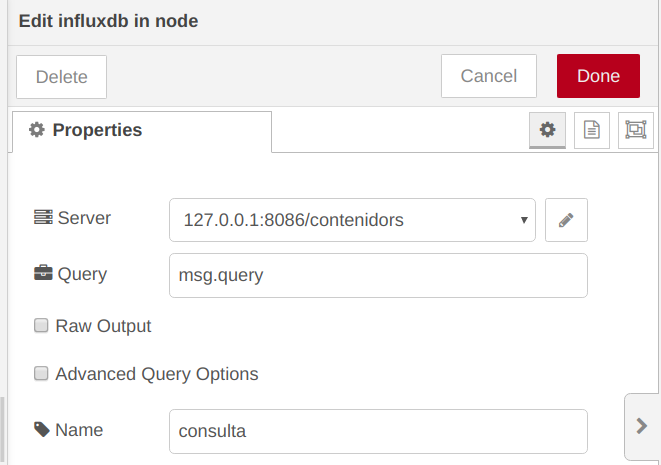 Edit influxdb in node
Delete
Cancel
Done
Properties
Server
127.0.0.1:8086/contenidors
Query
msg.query
Raw Output
Advanced Query Options
Name
consulta